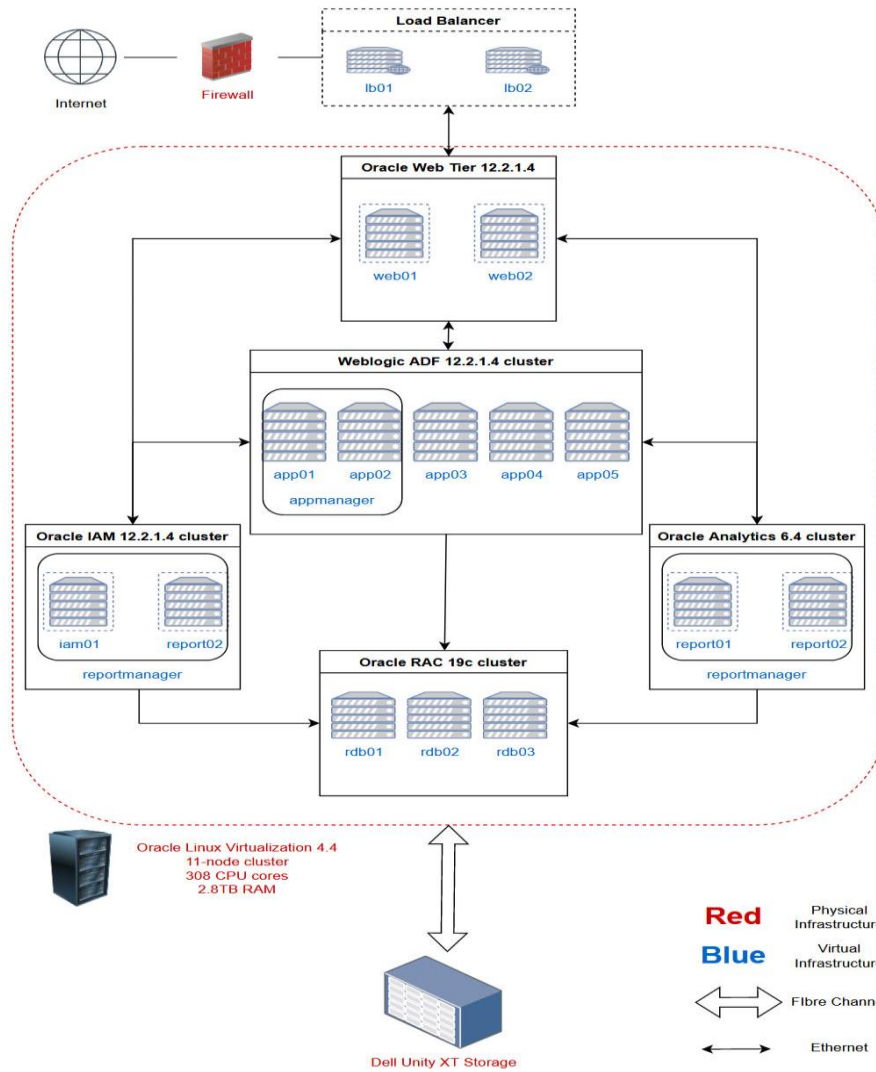 Load Balancer
Internet
Firewall
lb01
lb02
Oracle Web Tier 12.2.1.4
web01
web02
Weblogic ADF 12.2.1.4 cluster
app01
app02
app03
app04
app05
appmanager
Oracle IAM 12.2.1.4 cluster
iam01
report02
reportmanager
Oracle Analytics 6.4 cluster
report01
report02
reportmanager
Oracle RAC 19c cluster
rdb01
rdb02
rdb03
Oracle Linux Virtualization 4.4
11-node cluster
308 CPU cores
2.8TB RAM
Dell Unity XT Storage
Red
Physical
Infrastructur
Blue
Virtual
Infrastructur
FIbre Chann
Ethernet